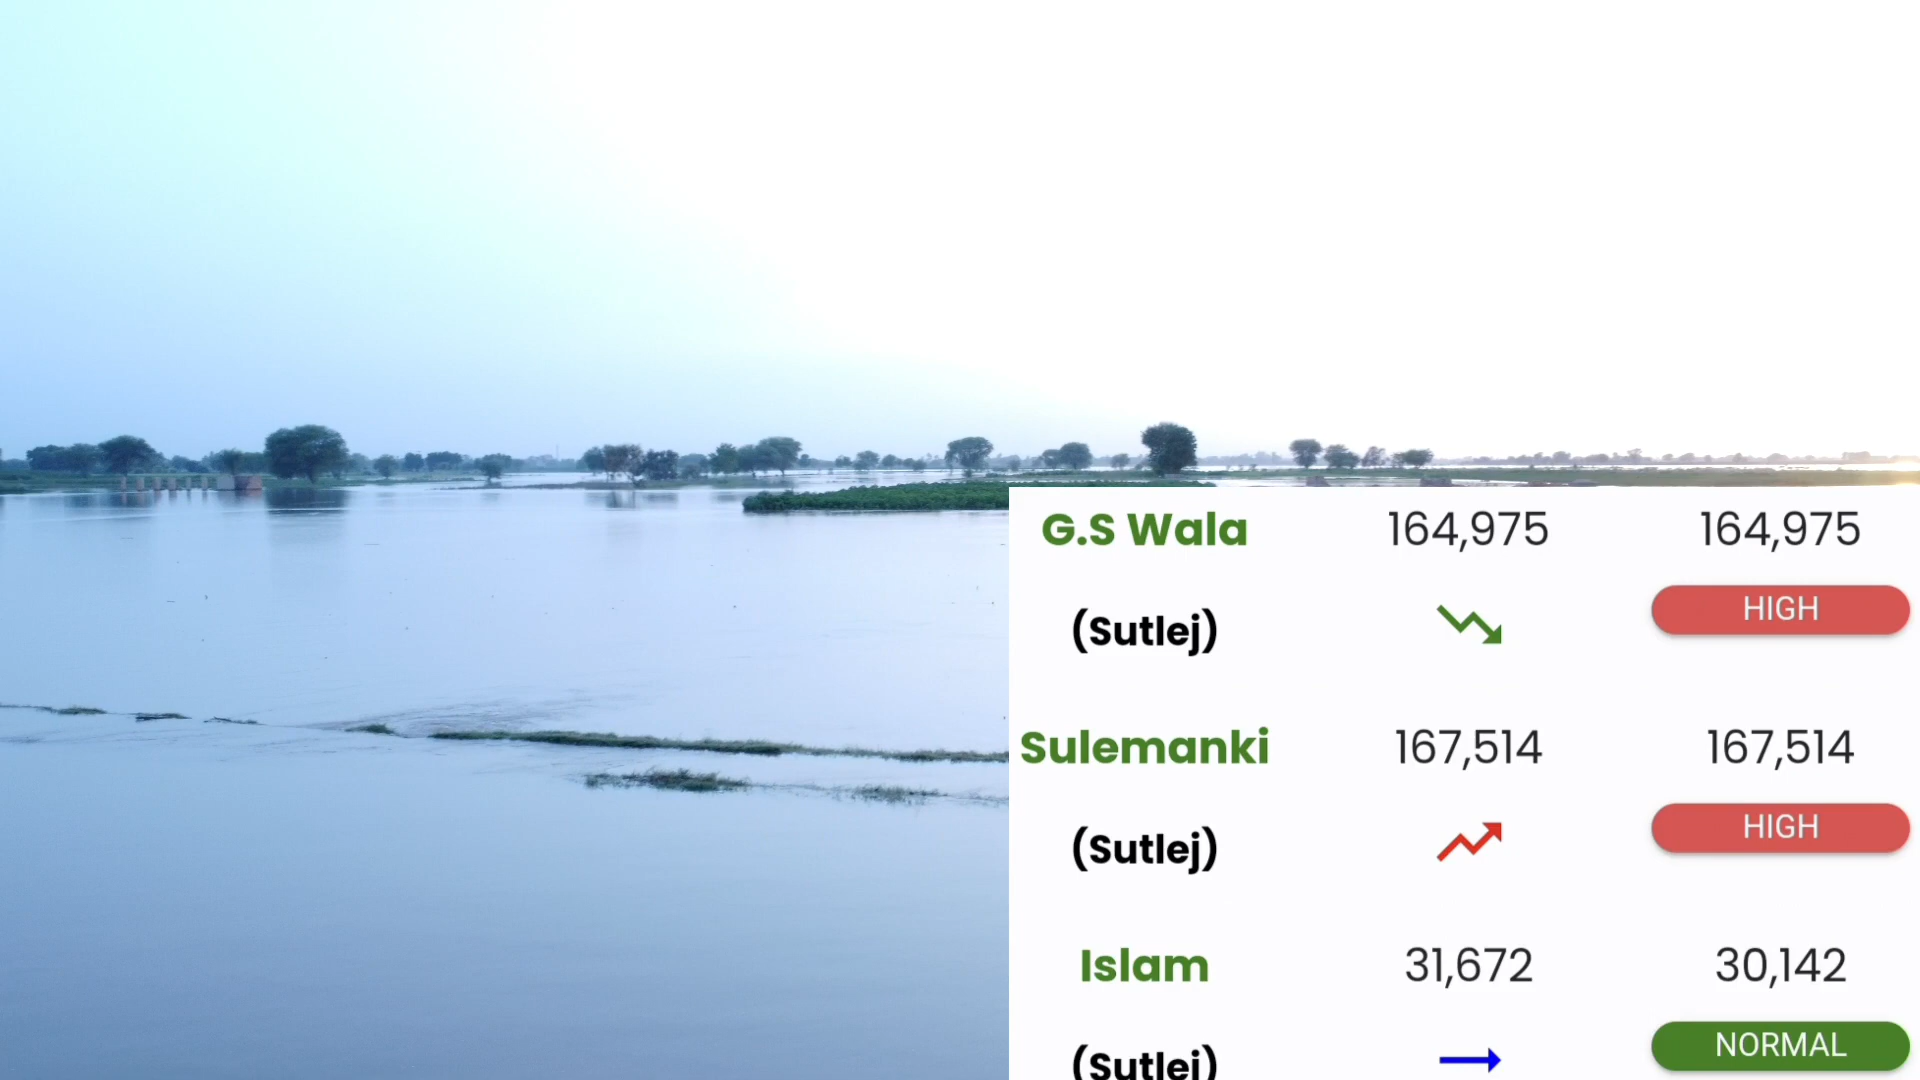 G.S Wala 164,975 164,975
(Sutlej) HIGH
Sulemanki 167,514 167,514
(Sutlej) HIGH
Islam 31,672 30,142
(Sutlej) NORMAL